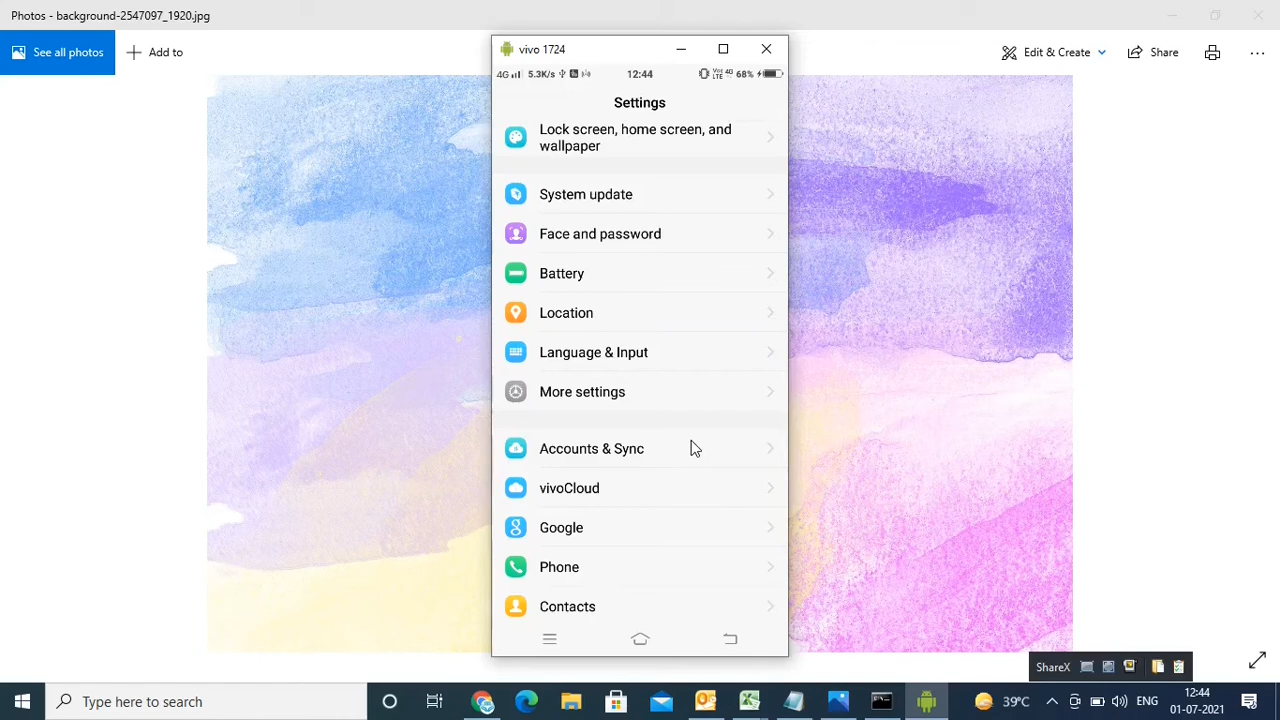 Photos - background-2547097_1920.jpg
See all photos
Add to
Edit & Create
Share
vivo 1724
4G 5.3K/s 12:44 4G LTE 68%
Settings
Lock screen, home screen, and
wallpaper
System update
Face and password
Battery
Location
Language & Input
More settings
Accounts & Sync
vivoCloud
Google
Phone
Contacts
ShareX
Type here to search
39°C
ENG
12:44
01-07-2021